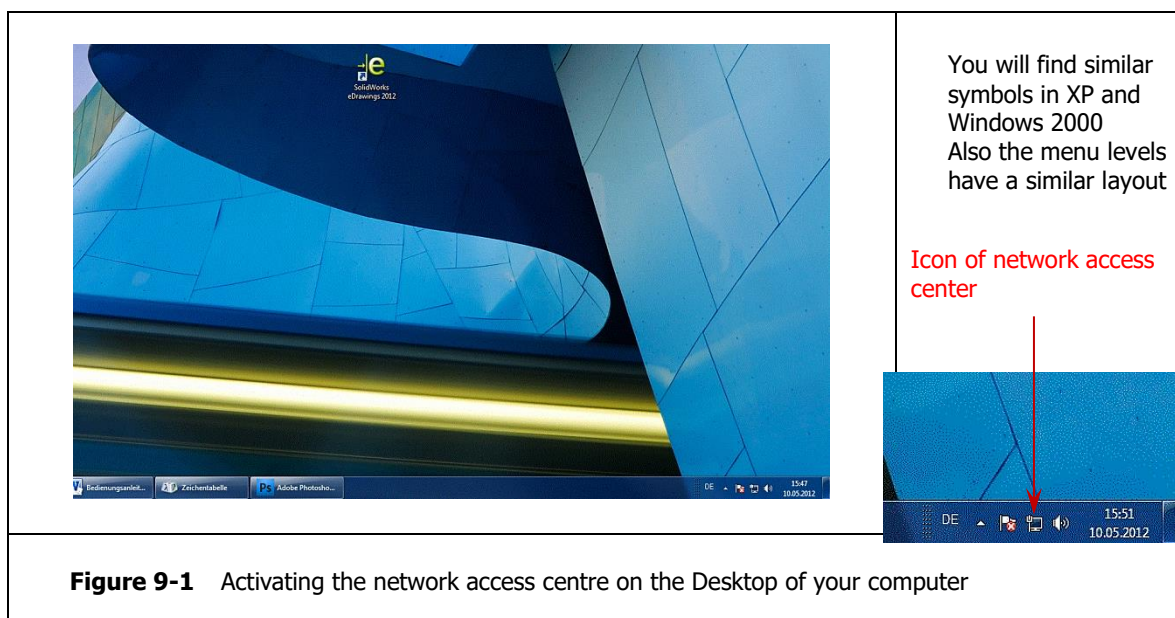 SolidWorks
eDrawings 2012
Bedienungsanleit...
Zeichentabelle
Ps Adobe Photosho...
DE
15:47
10.05.2012
You will find similar
symbols in XP and
Windows 2000
Also the menu levels
have a similar layout
Icon of network access
center
DE
15:51
10.05.2012
Figure 9-1 Activating the network access centre on the Desktop of your computer